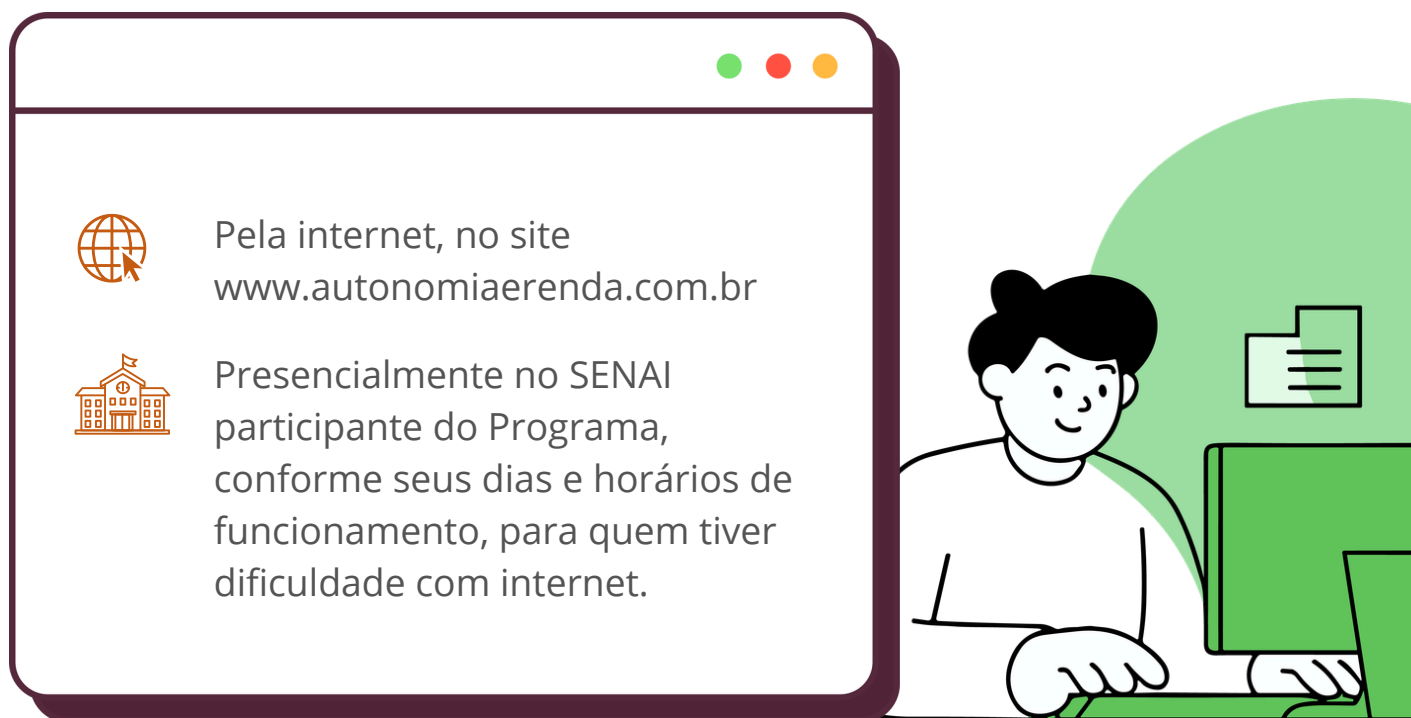 Pela internet, no site
www.autonomiaerenda.com.br
Presencialmente no SENAI
participante do Programa,
conforme seus dias e horários de
funcionamento, para quem tiver
dificuldade com internet.